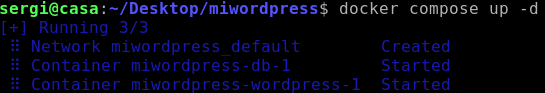 sergi@casa:~/Desktop/miwordpress$ docker compose up -d
[+] Running 3/3
⠿ Network miwordpress_default Created
⠿ Container miwordpress-db-1 Started
⠿ Container miwordpress-wordpress-1 Started